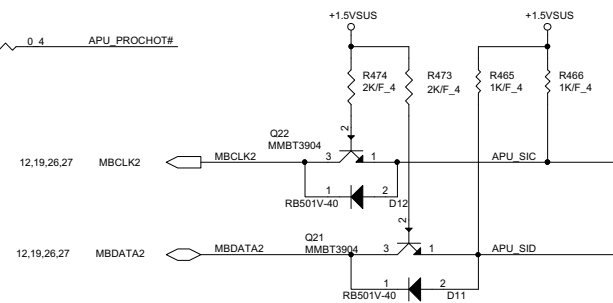 +1.5VSUS
+1.5VSUS
0_4 APU_PROCHOT#
R474
2K/F_4
R473
2K/F_4
R465
1K/F_4
R466
1K/F_4
Q22
MMBT3904
2
12,19,26,27 MBCLK2 MBCLK2 3 1 APU_SIC
1 2
RB501V-40 D12
2
Q21
MMBT3904
12,19,26,27 MBDATA2 MBDATA2 3 1 APU_SID
1 2
RB501V-40 D11